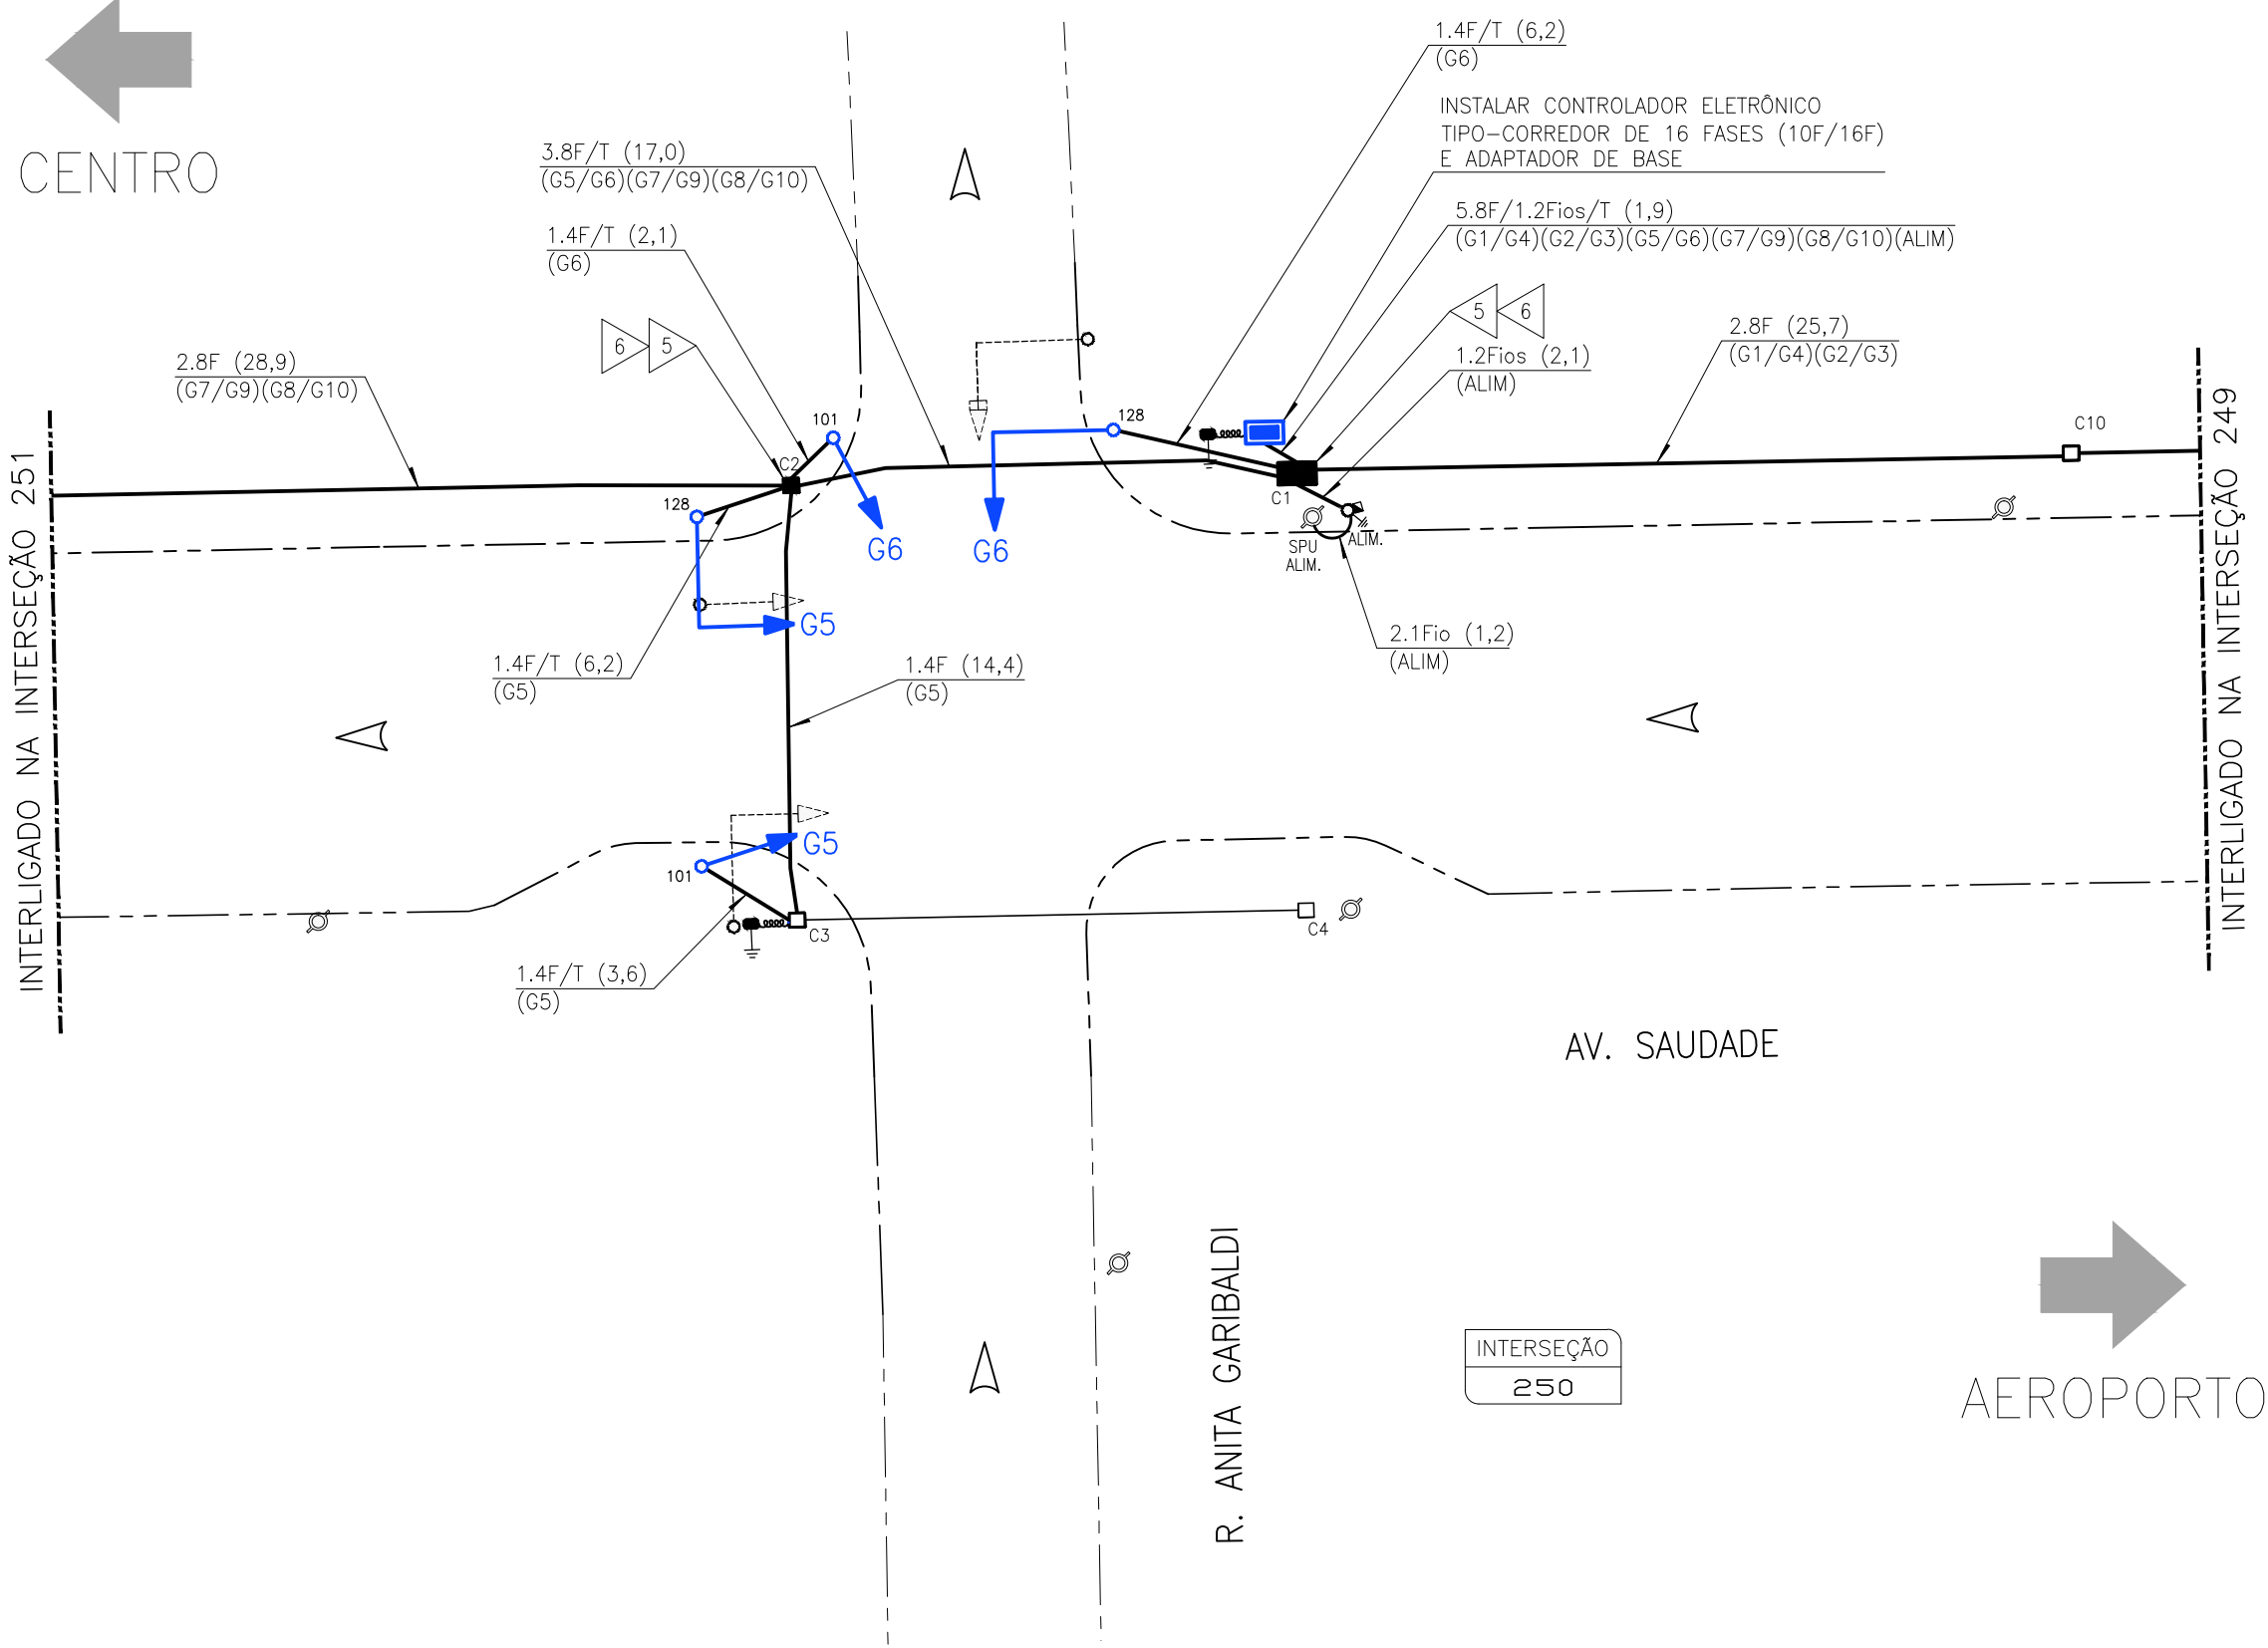 CENTRO
1.4F/T (6,2)
(G6)
INSTALAR CONTROLADOR ELETRÔNICO
TIPO-CORREDOR DE 16 FASES (10F/16F)
E ADAPTADOR DE BASE
3.8F/T (17,0)
(G5/G6)(G7/G9)(G8/G10)
5.8F/1.2Fios/T (1,9)
(G1/G4)(G2/G3)(G5/G6)(G7/G9)(G8/G10)(ALIM)
1.4F/T (2,1)
(G6)
6
5
5
6
2.8F (28,9)
(G7/G9)(G8/G10)
1.2Fios (2,1)
(ALIM)
2.8F (25,7)
(G1/G4)(G2/G3)
101
128
C10
C2
C1
128
G6
G6
SPU
ALIM.
ALIM.
G5
2.1Fio (1,2)
(ALIM)
1.4F/T (6,2)
(G5)
1.4F (14,4)
(G5)
INTERLIGADO NA INTERSEÇÃO 251
INTERLIGADO NA INTERSEÇÃO 249
G5
101
C3
C4
1.4F/T (3,6)
(G5)
AV. SAUDADE
R. ANITA GARIBALDI
INTERSEÇÃO
250
AEROPORTO